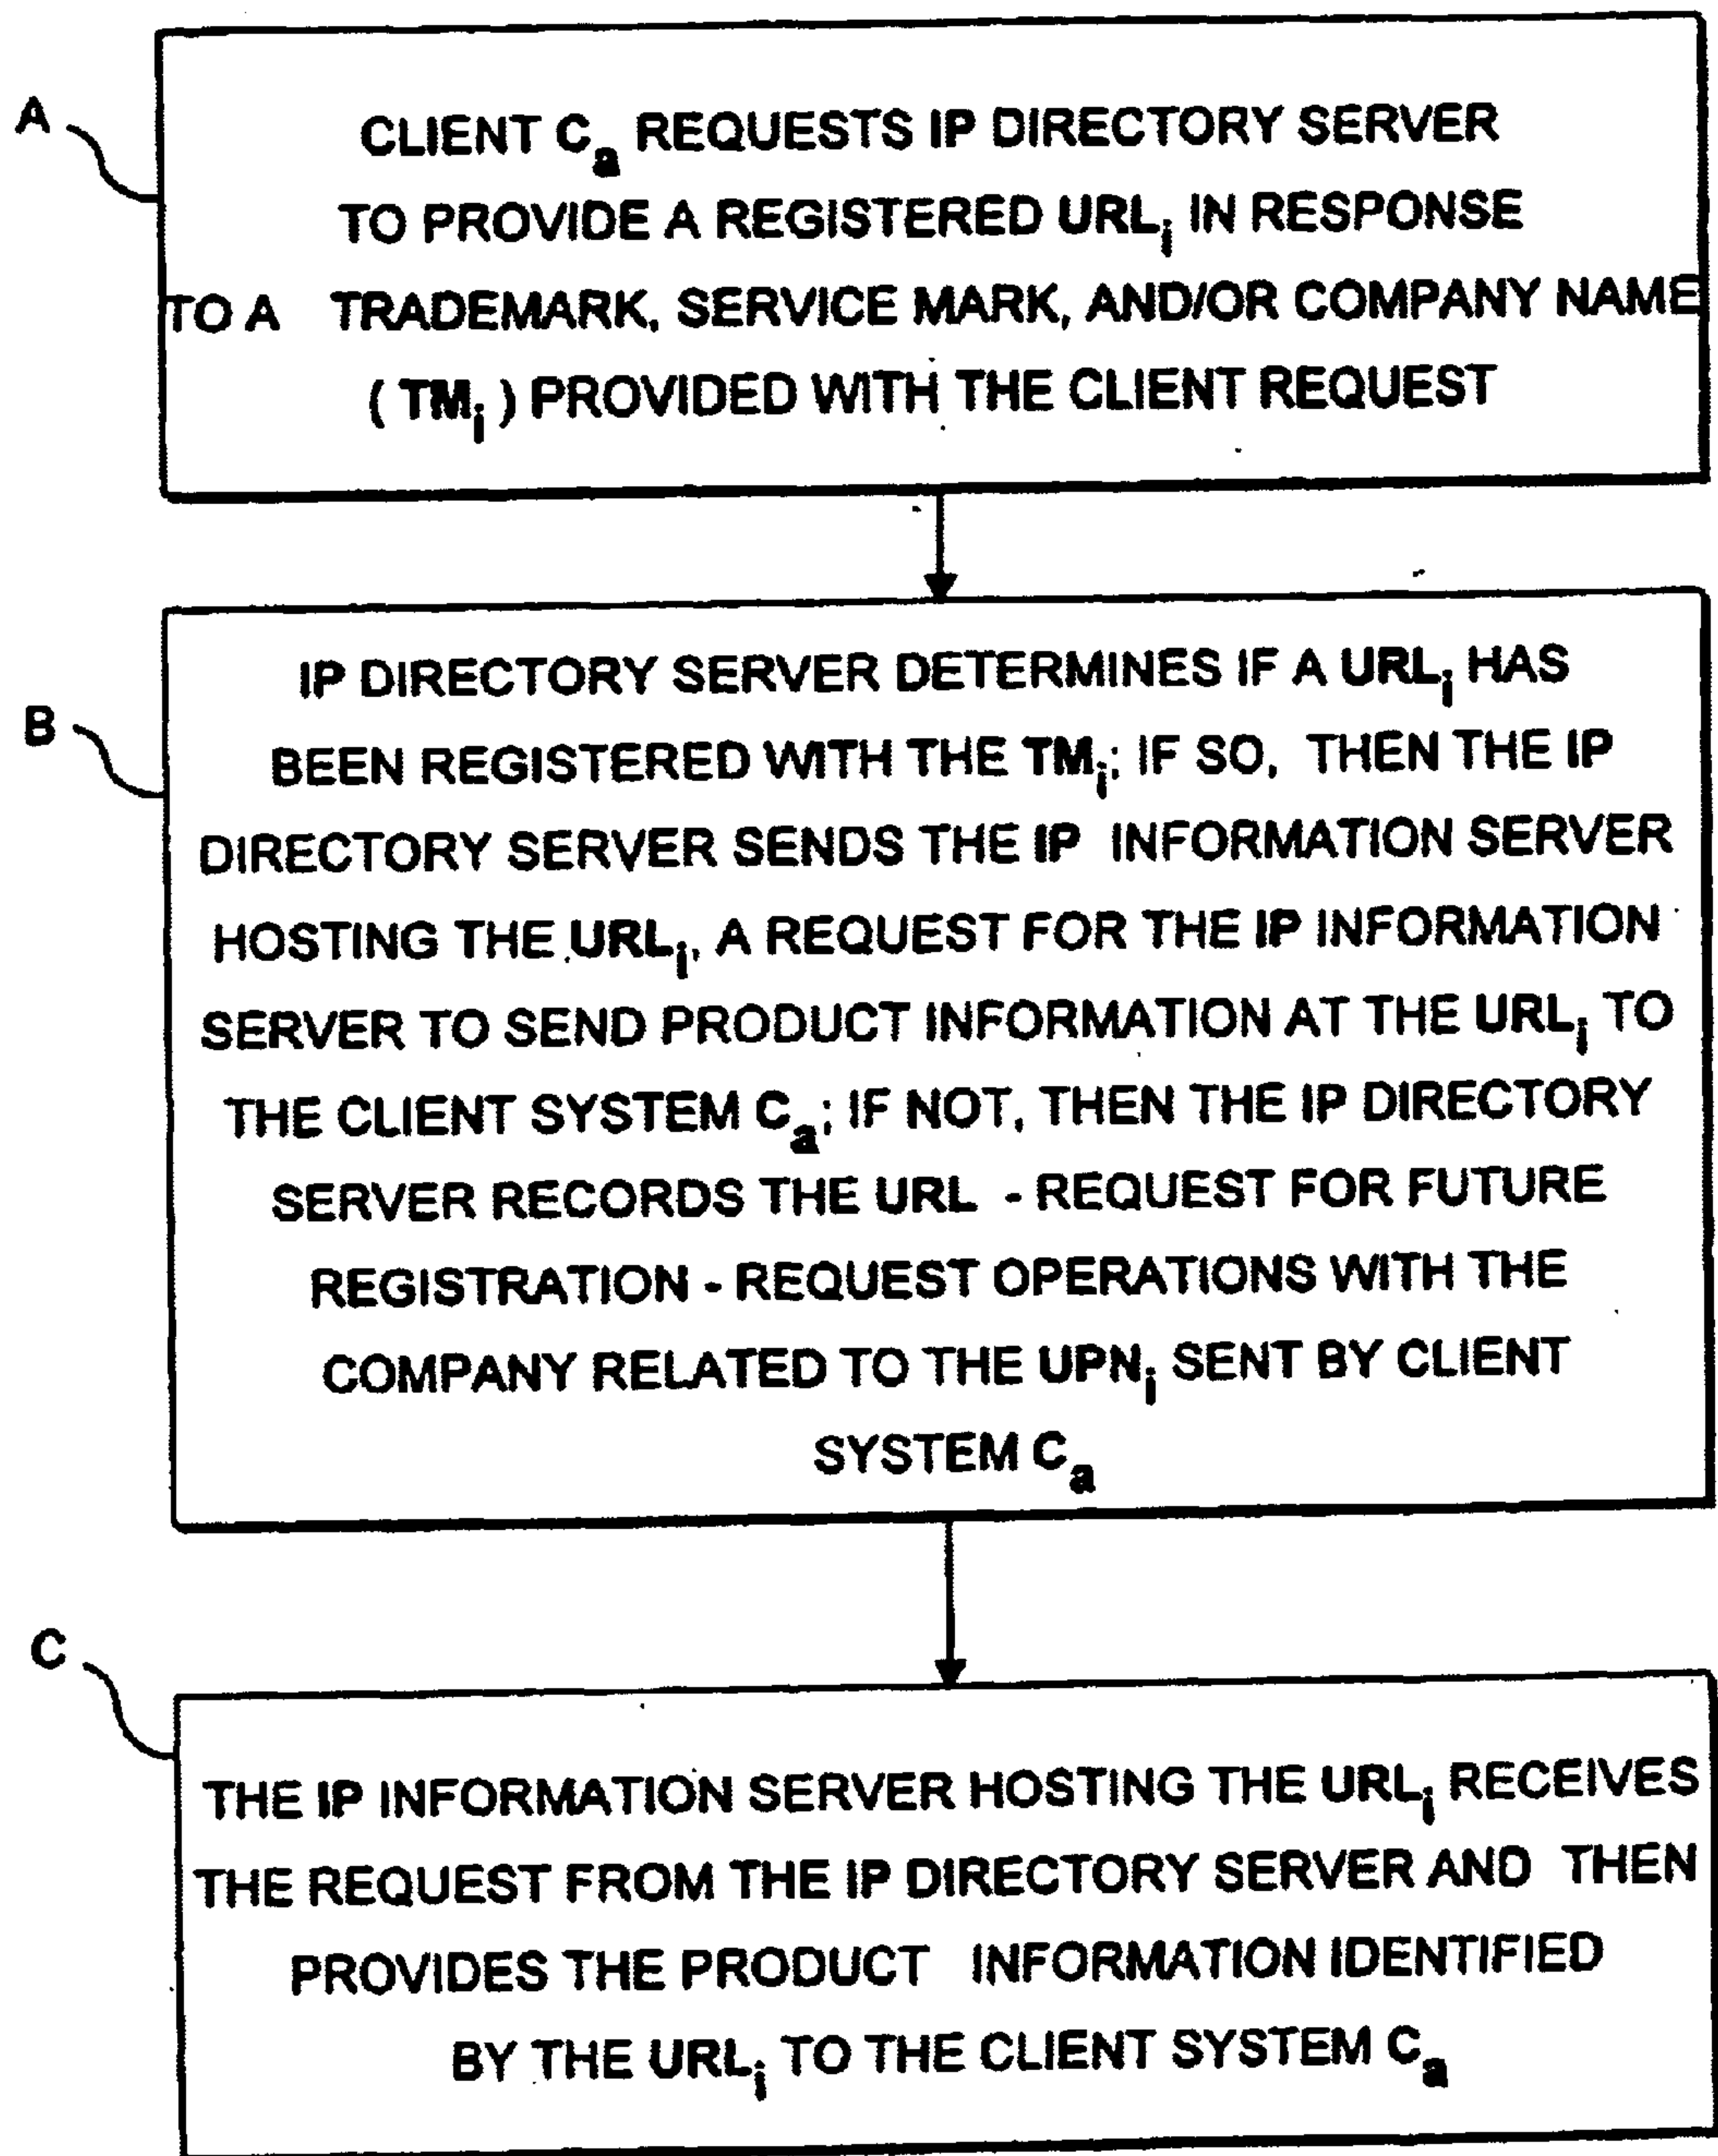 A
CLIENT Cₐ REQUESTS IP DIRECTORY SERVER
TO PROVIDE A REGISTERED URLᵢ IN RESPONSE
TO A TRADEMARK, SERVICE MARK, AND/OR COMPANY NAME
( TMᵢ ) PROVIDED WITH THE CLIENT REQUEST
B
IP DIRECTORY SERVER DETERMINES IF A URLᵢ HAS
BEEN REGISTERED WITH THE TMᵢ; IF SO, THEN THE IP
DIRECTORY SERVER SENDS THE IP INFORMATION SERVER
HOSTING THE URLᵢ, A REQUEST FOR THE IP INFORMATION
SERVER TO SEND PRODUCT INFORMATION AT THE URLᵢ TO
THE CLIENT SYSTEM Cₐ; IF NOT, THEN THE IP DIRECTORY
SERVER RECORDS THE URL - REQUEST FOR FUTURE
REGISTRATION - REQUEST OPERATIONS WITH THE
COMPANY RELATED TO THE UPNᵢ SENT BY CLIENT
SYSTEM Cₐ
C
THE IP INFORMATION SERVER HOSTING THE URLᵢ RECEIVES
THE REQUEST FROM THE IP DIRECTORY SERVER AND THEN
PROVIDES THE PRODUCT INFORMATION IDENTIFIED
BY THE URLᵢ TO THE CLIENT SYSTEM Cₐ